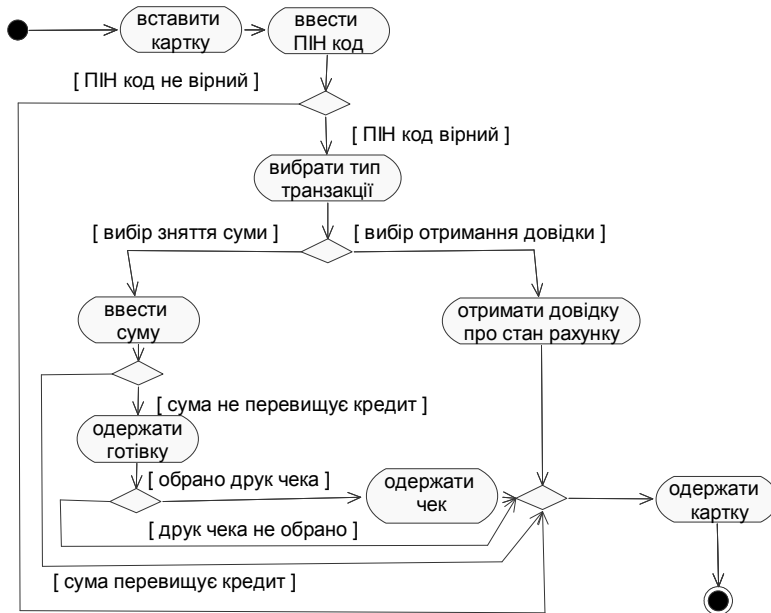 вставити
картку
ввести
ПІН код
[ ПІН код не вірний ]
[ ПІН код вірний ]
вибрати тип
транзакції
[ вибір зняття суми ]
[ вибір отримання довідки ]
ввести
суму
отримати довідку
про стан рахунку
[ сума не перевищує кредит ]
одержати
готівку
[ обрано друк чека ]
одержати
чек
одержати
картку
[ друк чека не обрано ]
[ сума перевищує кредит ]